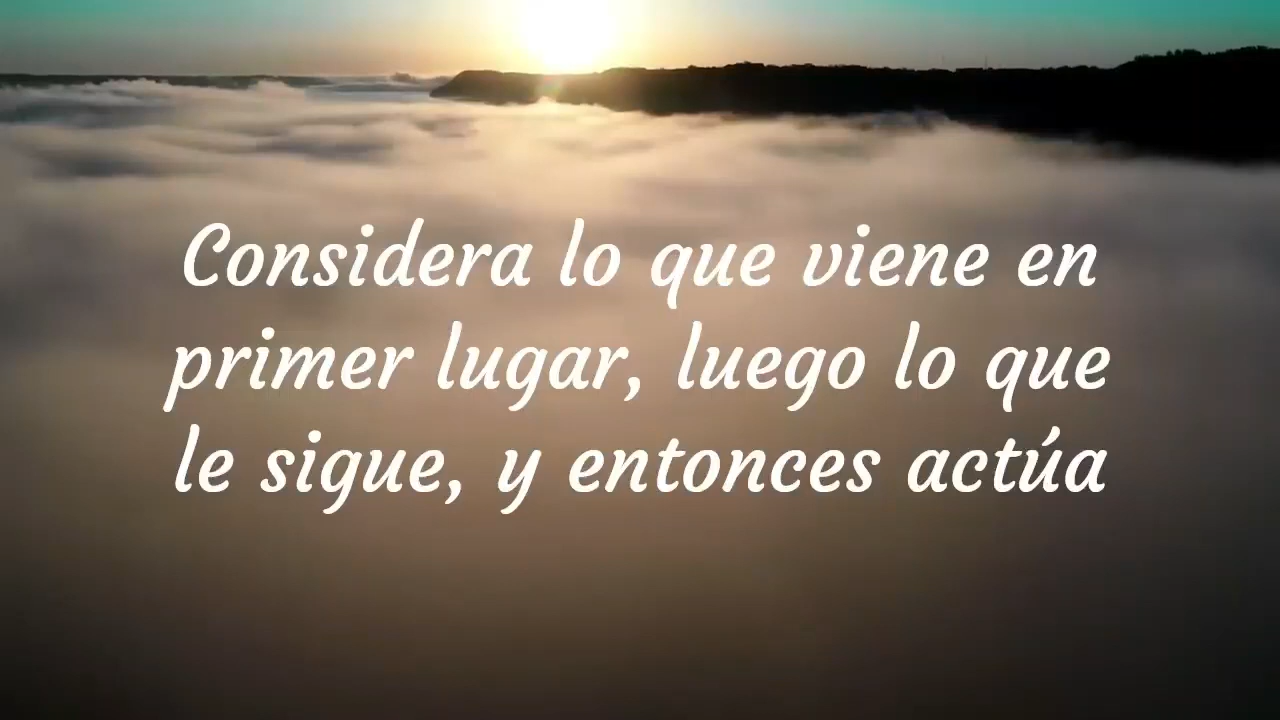 Considera lo que viene en
primer lugar, luego lo que
le sigue, y entonces actúa